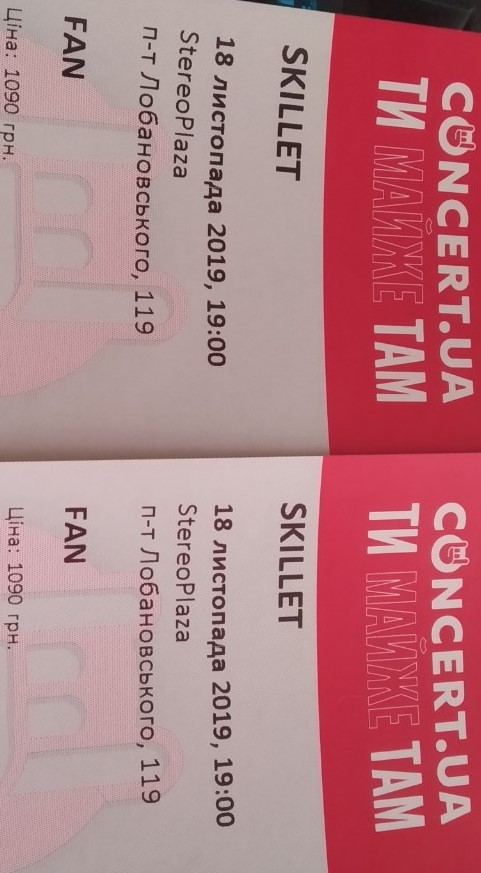 CONCERT.UA
ТИ МАЙЖЕ ТАМ
SKILLET
18 листопада 2019, 19:00
StereoPlaza
п-т Лобановського, 119
FAN
Ціна: 1090 грн.
CONCERT.UA
ТИ МАЙЖЕ ТАМ
SKILLET
18 листопада 2019, 19:00
StereoPlaza
п-т Лобановського, 119
FAN
Ціна: 1090 грн.